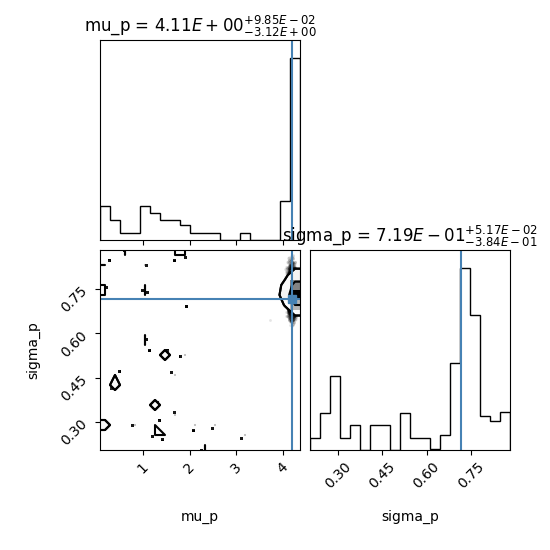 mu_p = 4.11E + 00 +9.85E − 02 −3.12E + 00
sigma_p = 7.19E − 01 +5.17E − 02 −3.84E − 01
sigma_p
0.75
0.60
0.45
0.30
1 2 3 4
0.30 0.45 0.60 0.75
mu_p
sigma_p